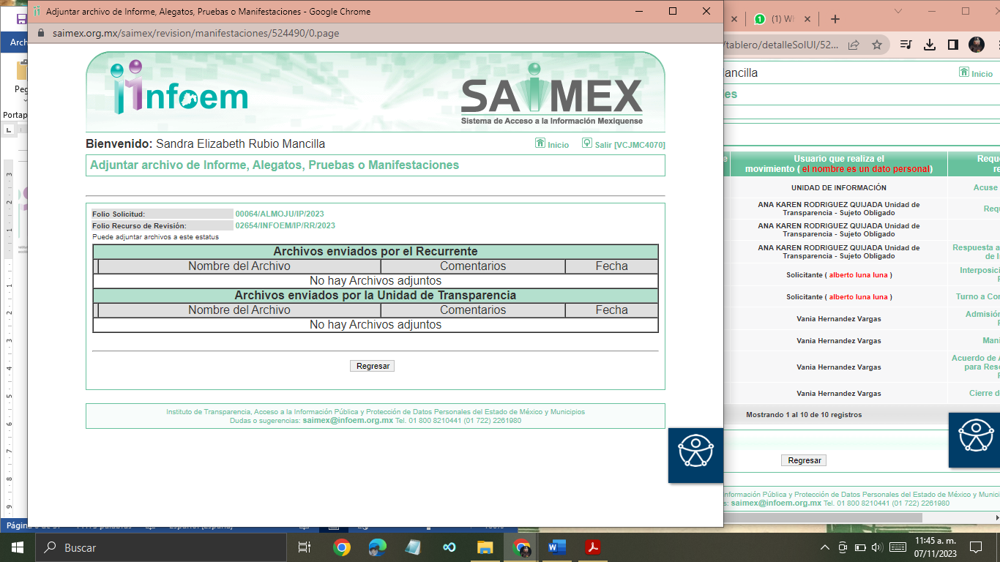 Adjuntar archivo de Informe, Alegatos, Pruebas o Manifestaciones - Google Chrome
saimex.org.mx/saimex/revision/manifestaciones/524490/0.page
infoem
SAIMEX
Sistema de Acceso a la Información Mexiquense
Bienvenido: Sandra Elizabeth Rubio Mancilla
Inicio
Salir [VCJMC4070]
Adjuntar archivo de Informe, Alegatos, Pruebas o Manifestaciones
Folio Solicitud: 00064/ALMOJU/IP/2023
Folio Recurso de Revisión: 02654/INFOEM/IP/RR/2023
Puede adjuntar archivos a este estatus
Archivos enviados por el Recurrente
Nombre del Archivo Comentarios Fecha
No hay Archivos adjuntos
Archivos enviados por la Unidad de Transparencia
Nombre del Archivo Comentarios Fecha
No hay Archivos adjuntos
Regresar
Instituto de Transparencia, Acceso a la Información Pública y Protección de Datos Personales del Estado de México y Municipios
Dudas o sugerencias: saimex@infoem.org.mx Tel. 01 800 8210441 (01 722) 2261980
Arch
Peg
Portap
(1) W
/tablero/detalleSolUI/52...
ancilla
Inicio
es
e
Usuario que realiza el
movimiento ( el nombre es un dato personal)
Requ
re
UNIDAD DE INFORMACIÓN
Acuse
ANA KAREN RODRIGUEZ QUIJADA Unidad de
Transparencia - Sujeto Obligado
Requ
ANA KAREN RODRIGUEZ QUIJADA Unidad de
Transparencia - Sujeto Obligado
ANA KAREN RODRIGUEZ QUIJADA Unidad de
Transparencia - Sujeto Obligado
Respuesta a
de I
Solicitante ( alberto luna luna )
Interposici
Solicitante ( alberto luna luna )
Turno a Com
Vania Hernandez Vargas
Admisión
Vania Hernandez Vargas
Mani
Vania Hernandez Vargas
Acuerdo de A
para Reso
Vania Hernandez Vargas
Cierre d
Mostrando 1 al 10 de 10 registros
Regresar
nformación Pública y Protección de Datos Personales del Estado de México y Munici
s: saimex@infoem.org.mx Tel. 01 800 8210441 (01 722) 2261980
Buscar
11:45 a. m.
07/11/2023